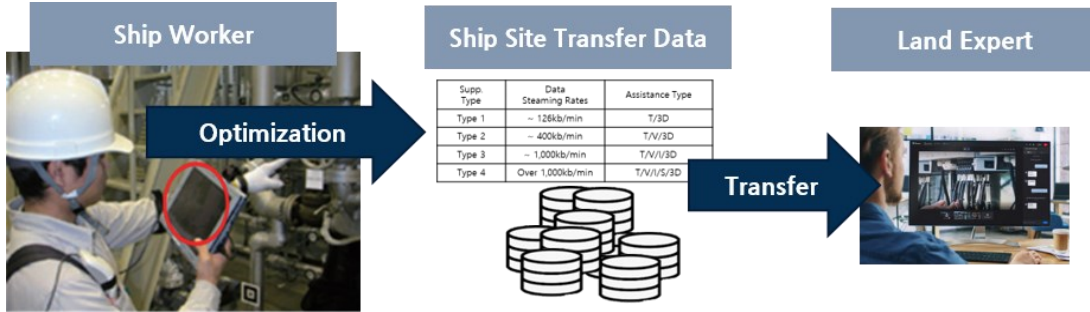 Ship Worker
Ship Site Transfer Data
Land Expert
Optimization
Supp. Type
Data Steaming Rates
Assistance Type
Type 1
~ 126kb/min
T/3D
Type 2
~ 400kb/min
T/V/3D
Type 3
~ 1,000kb/min
T/V/I/3D
Type 4
Over 1,000kb/min
T/V/I/S/3D
Transfer